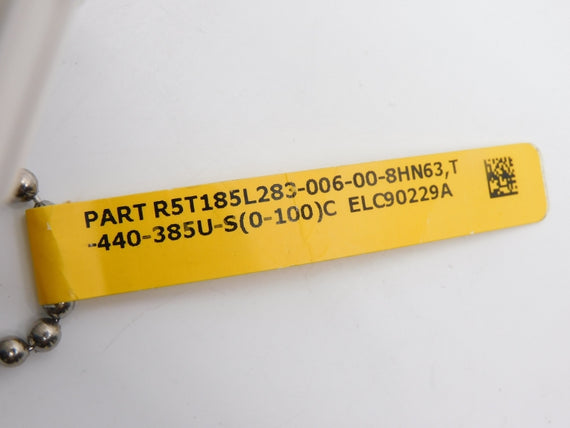 PART R5T185L283-006-00-8HN63,T
-440-385U-S(0-100)C ELC90229A